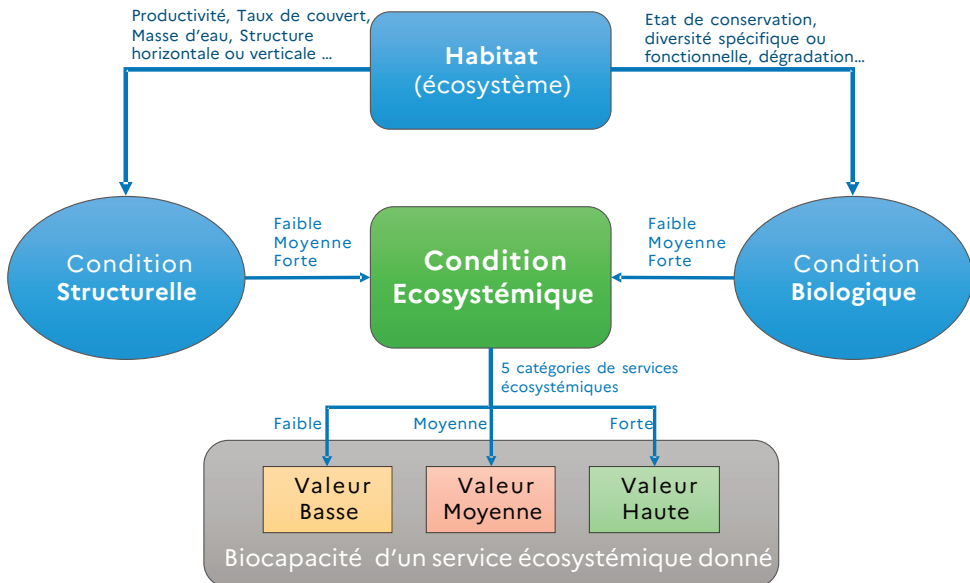 Productivité, Taux de couvert,
Masse d'eau, Structure
horizontale ou verticale ...
Habitat
(écosystème)
Etat de conservation,
diversité spécifique ou
fonctionnelle, dégradation...
Condition
Structurelle
Faible
Moyenne
Forte
Condition
Ecosystémique
Faible
Moyenne
Forte
Condition
Biologique
5 catégories de services
écosystémiques
Faible
Moyenne
Forte
Valeur
Basse
Valeur
Moyenne
Valeur
Haute
Biocapacité d'un service écosystémique donné